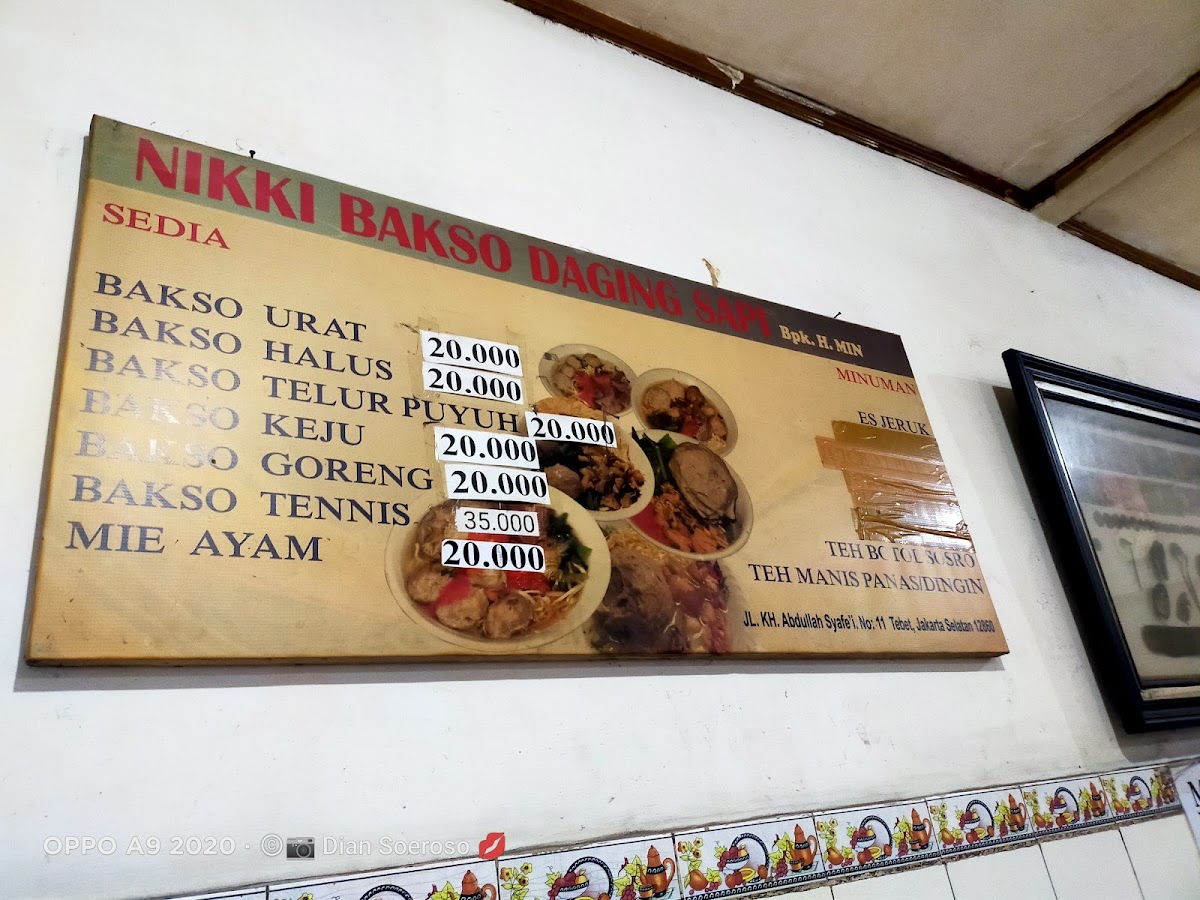 NIKKI BAKSO DAGING SAPI Bpk. H. MIN
SEDIA
BAKSO URAT 20.000
BAKSO HALUS 20.000
BAKSO TELUR PUYUH 20.000
BAKSO KEJU 20.000
BAKSO GORENG 20.000
BAKSO TENNIS 35.000
MIE AYAM 20.000
MINUMAN
ES JERUK
TEH BOTOL SOSRO
TEH MANIS PANAS/DINGIN
JL. KH. Abdullah Syafe'i. No: 11 Tebet, Jakarta Selatan 12860
OPPO A9 2020 · © Dian Soeroso